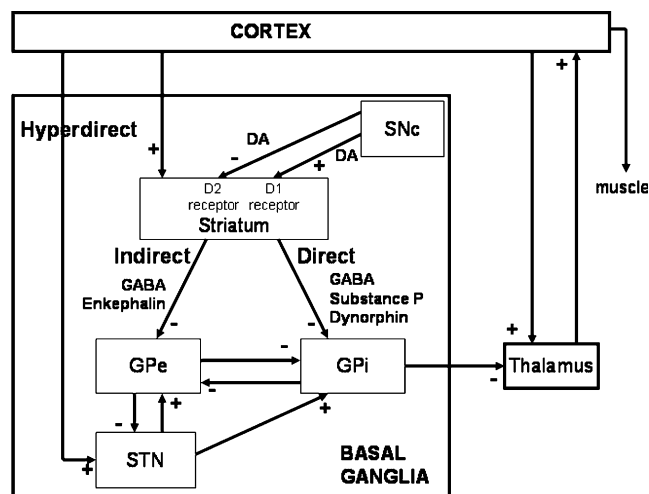 CORTEX
Hyperdirect
+
DA
-
SNc
+
DA
+
muscle
+
D2 D1
receptor receptor
Striatum
Indirect Direct
GABA
Enkephalin
GABA
Substance P
Dynorphin
-
-
+
GPe
-
-
GPi
-
Thalamus
-
+
+
STN
+
BASAL
GANGLIA